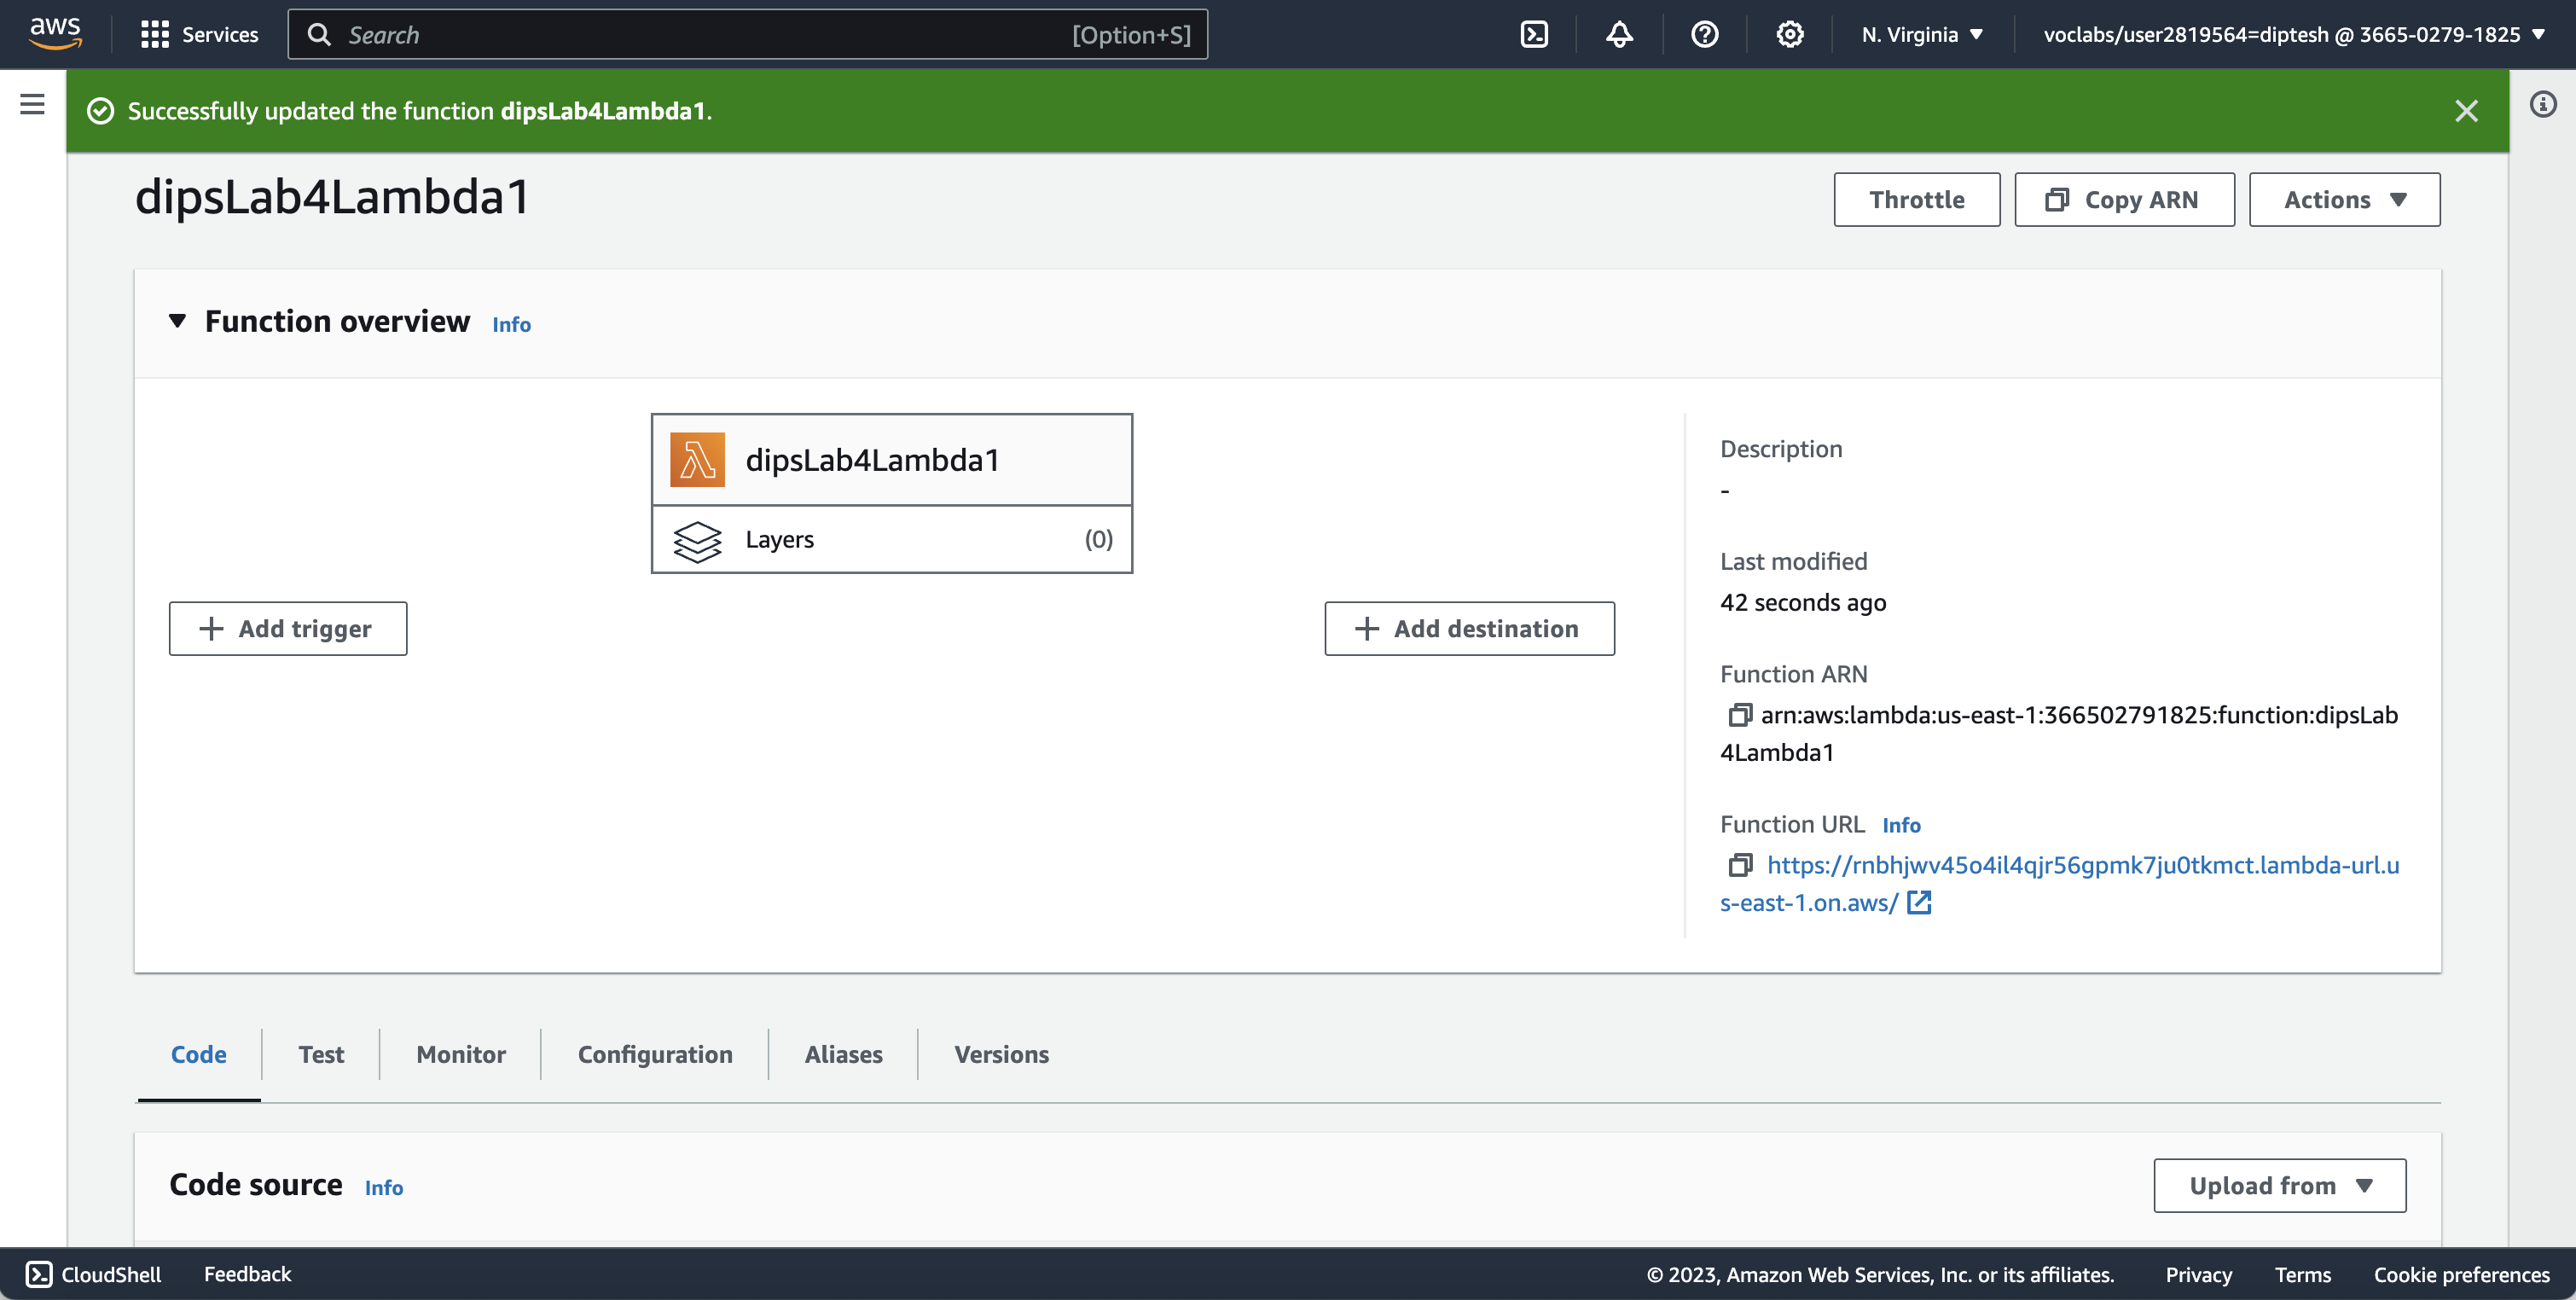 aws
Services
Search
[Option+S]
N. Virginia
voclabs/user2819564=diptesh @ 3665-0279-1825
Successfully updated the function dipsLab4Lambda1.
dipsLab4Lambda1
Throttle
Copy ARN
Actions
Function overview
Info
dipsLab4Lambda1
Layers
(0)
Add trigger
Add destination
Description
-
Last modified
42 seconds ago
Function ARN
arn:aws:lambda:us-east-1:366502791825:function:dipsLab
4Lambda1
Function URL Info
https://rnbhjwv45o4il4qjr56gpmk7ju0tkmct.lambda-url.u
s-east-1.on.aws/
Code
Test
Monitor
Configuration
Aliases
Versions
Code source
Info
Upload from
CloudShell
Feedback
© 2023, Amazon Web Services, Inc. or its affiliates.
Privacy
Terms
Cookie preferences